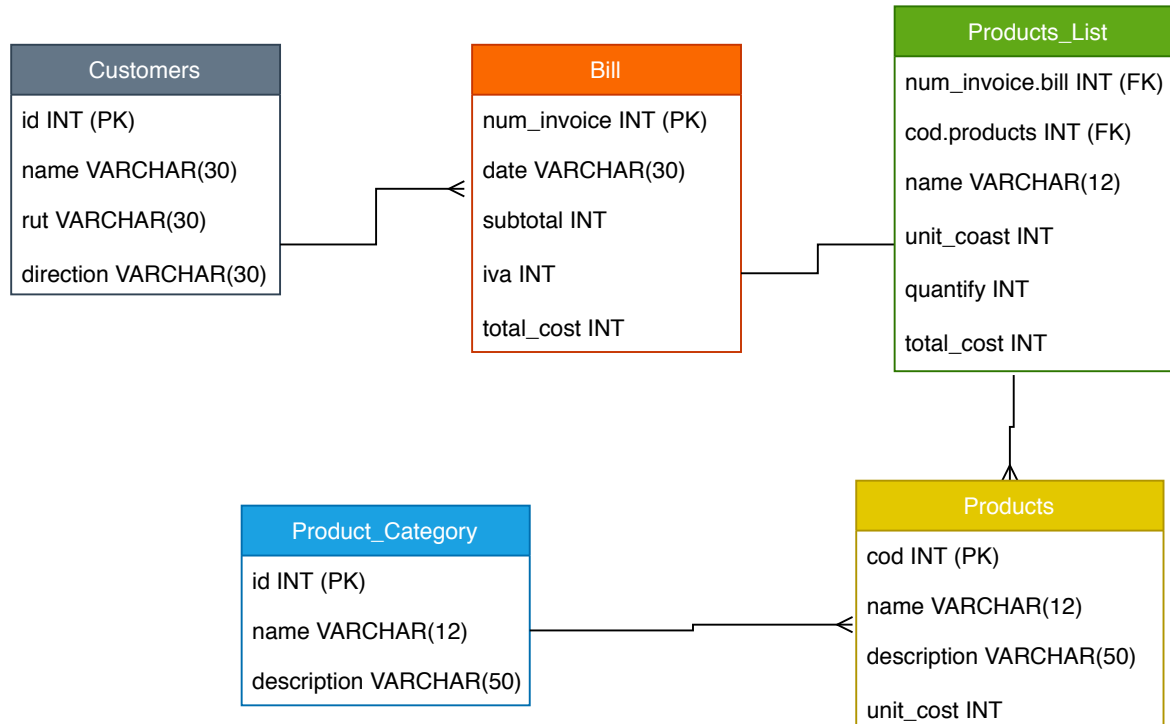 Customers
id INT (PK)
name VARCHAR(30)
rut VARCHAR(30)
direction VARCHAR(30)
Bill
num_invoice INT (PK)
date VARCHAR(30)
subtotal INT
iva INT
total_cost INT
Products_List
num_invoice.bill INT (FK)
cod.products INT (FK)
name VARCHAR(12)
unit_coast INT
quantify INT
total_cost INT
Product_Category
id INT (PK)
name VARCHAR(12)
description VARCHAR(50)
Products
cod INT (PK)
name VARCHAR(12)
description VARCHAR(50)
unit_cost INT